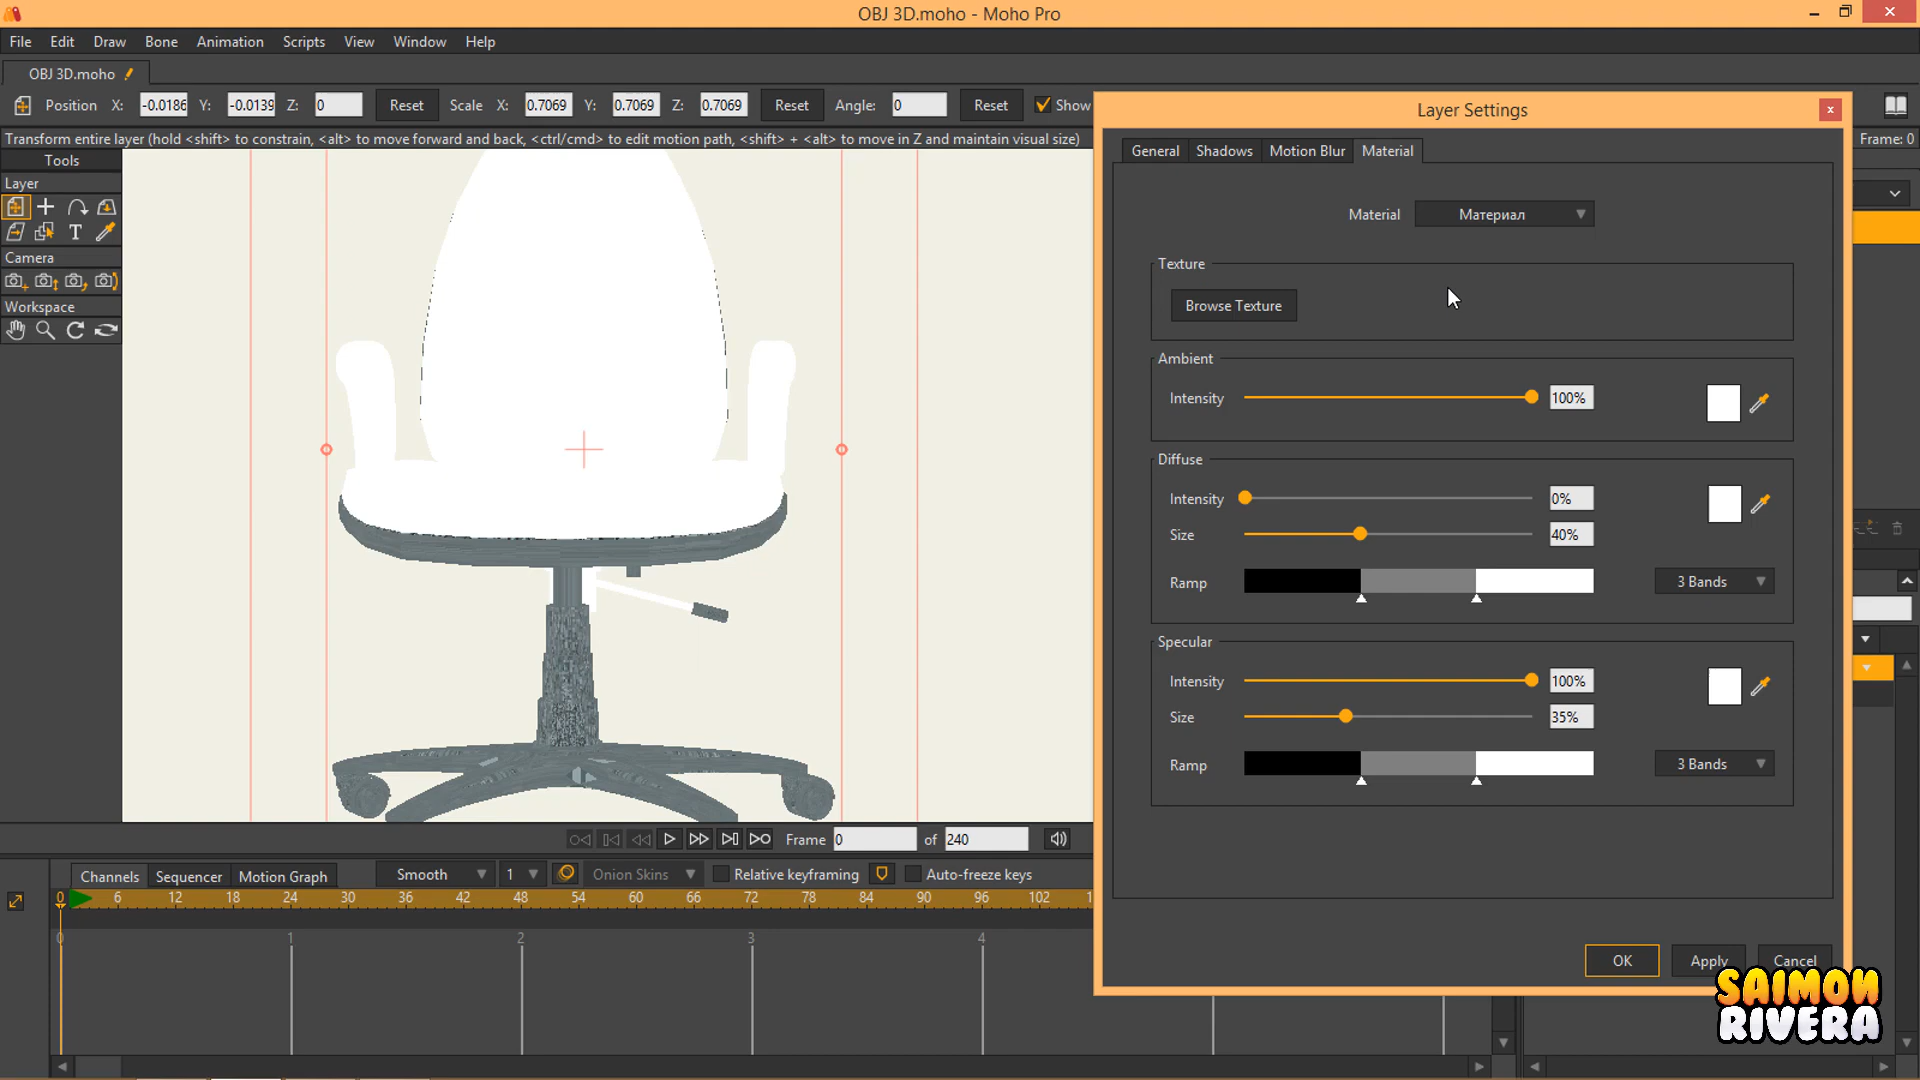 OBJ 3D.moho - Moho Pro
File Edit Draw Bone Animation Scripts View Window Help
OBJ 3D.moho
Position X: -0.0186 Y: -0.0139 Z: 0 Reset Scale X: 0.7069 Y: 0.7069 Z: 0.7069 Reset Angle: 0 Reset Show
Transform entire layer (hold <shift> to constrain, <alt> to move forward and back, <ctrl/cmd> to edit motion path, <shift> + <alt> to move in Z and maintain visual size)
Frame: 0
Tools
Layer
Camera
Workspace
Layer Settings
General Shadows Motion Blur Material
Material Материал
Texture
Browse Texture
Ambient
Intensity 100%
Diffuse
Intensity 0%
Size 40%
Ramp 3 Bands
Specular
Intensity 100%
Size 35%
Ramp 3 Bands
OK Apply Cancel
Frame 0 of 240
Channels Sequencer Motion Graph Smooth 1 Onion Skins Relative keyframing Auto-freeze keys
0 6 12 18 24 30 36 42 48 54 60 66 72 78 84 90 96 102
0 1 2 3 4
SAIMON
RIVERA